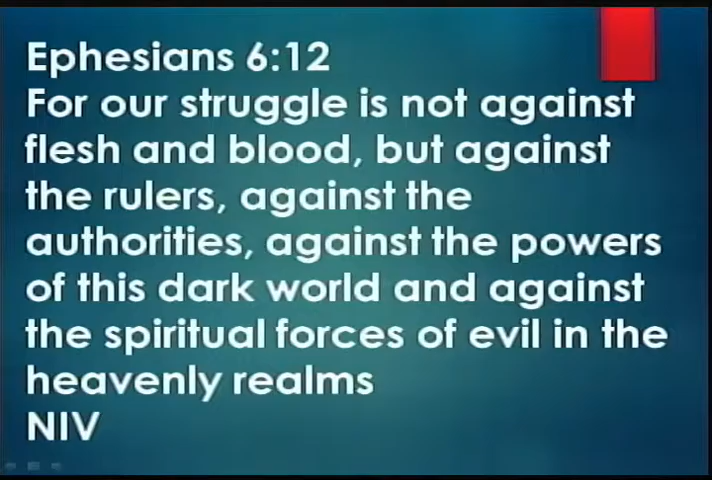 Ephesians 6:12
For our struggle is not against
flesh and blood, but against
the rulers, against the
authorities, against the powers
of this dark world and against
the spiritual forces of evil in the
heavenly realms
NIV